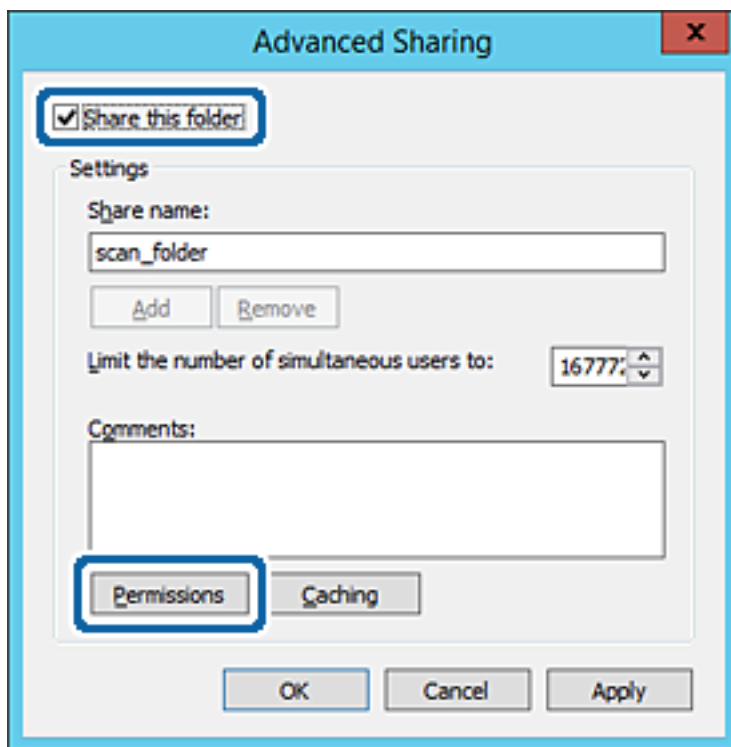 Advanced Sharing
Share this folder
Settings
Share name:
scan_folder
Add Remove
Limit the number of simultaneous users to:
Comments:
Permissions Caching
OK Cancel Apply